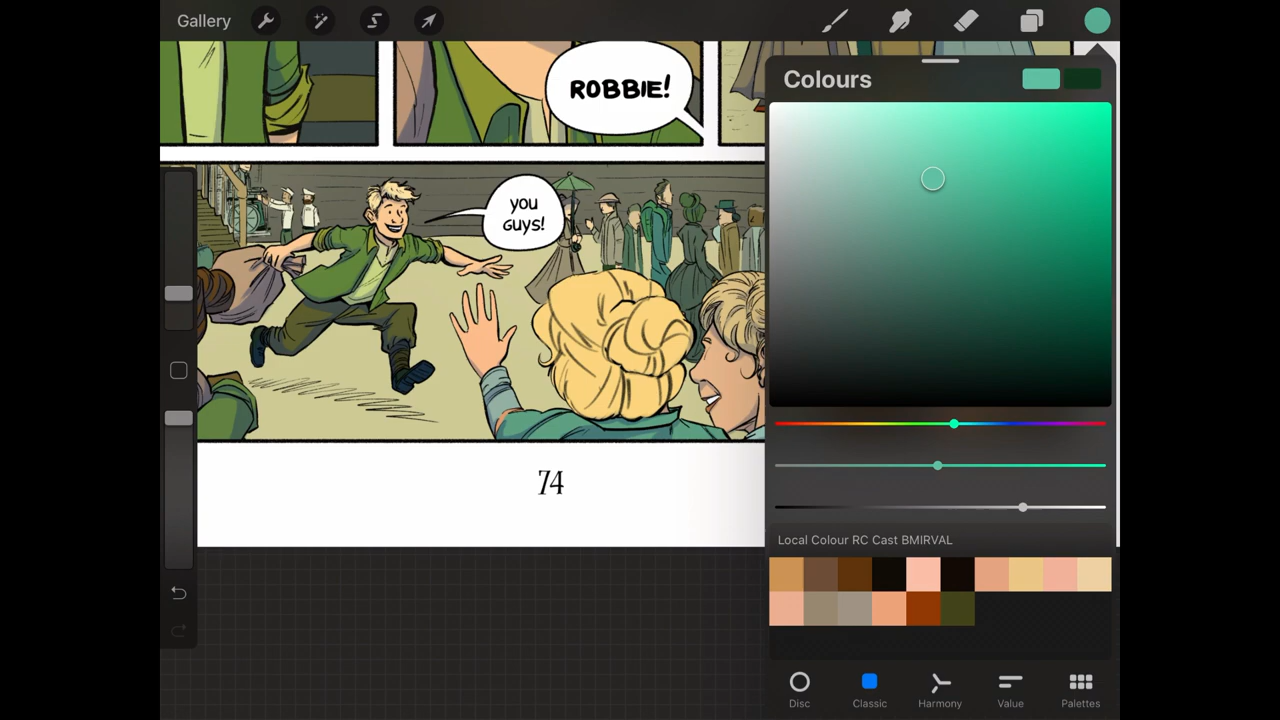 Gallery
Colours
ROBBIE!
YOU
GUYS!
74
Local Colour RC Cast BMIRVAL
Disc
Classic
Harmony
Value
Palettes